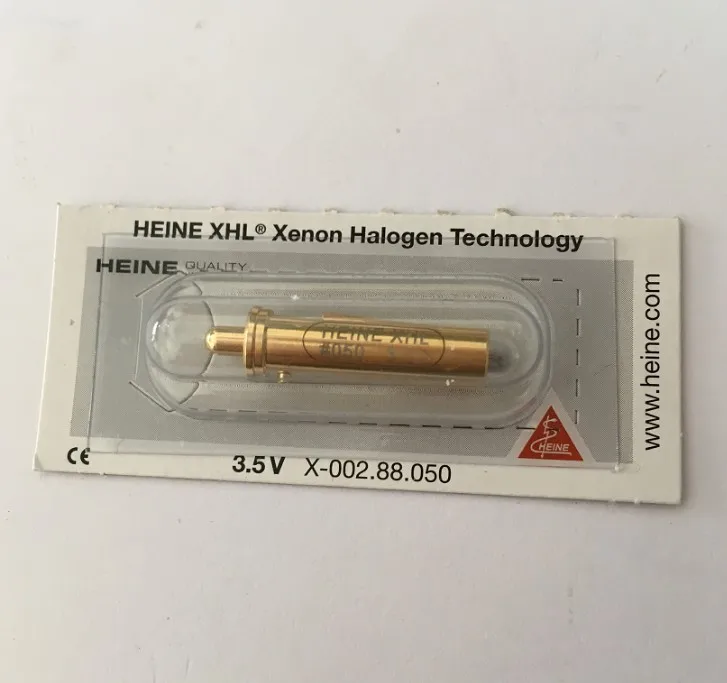 HEINE XHL® Xenon Halogen Technology
HEINE QUALITY
HEINE XHL
#050
HEINE
www.heine.com
CE
3.5V X-002.88.050